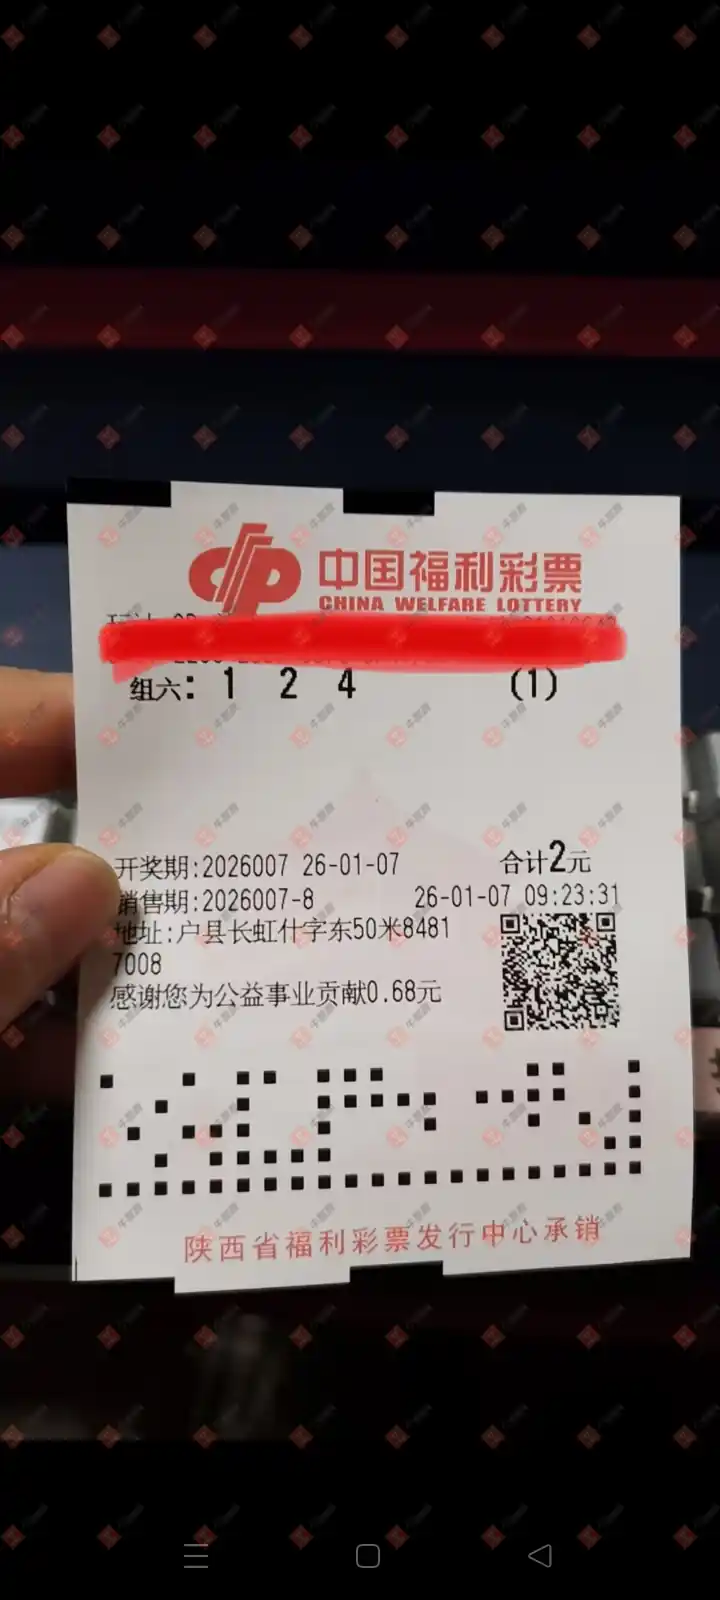 中国福利彩票
CHINA WELFARE LOTTERY
组六: 1 2 4 (1)
开奖期:2026007 26-01-07 合计2元
销售期:2026007-8 26-01-07 09:23:31
地址:户县长虹什字东50米8481
7008
感谢您为公益事业贡献0.68元
陕西省福利彩票发行中心承销